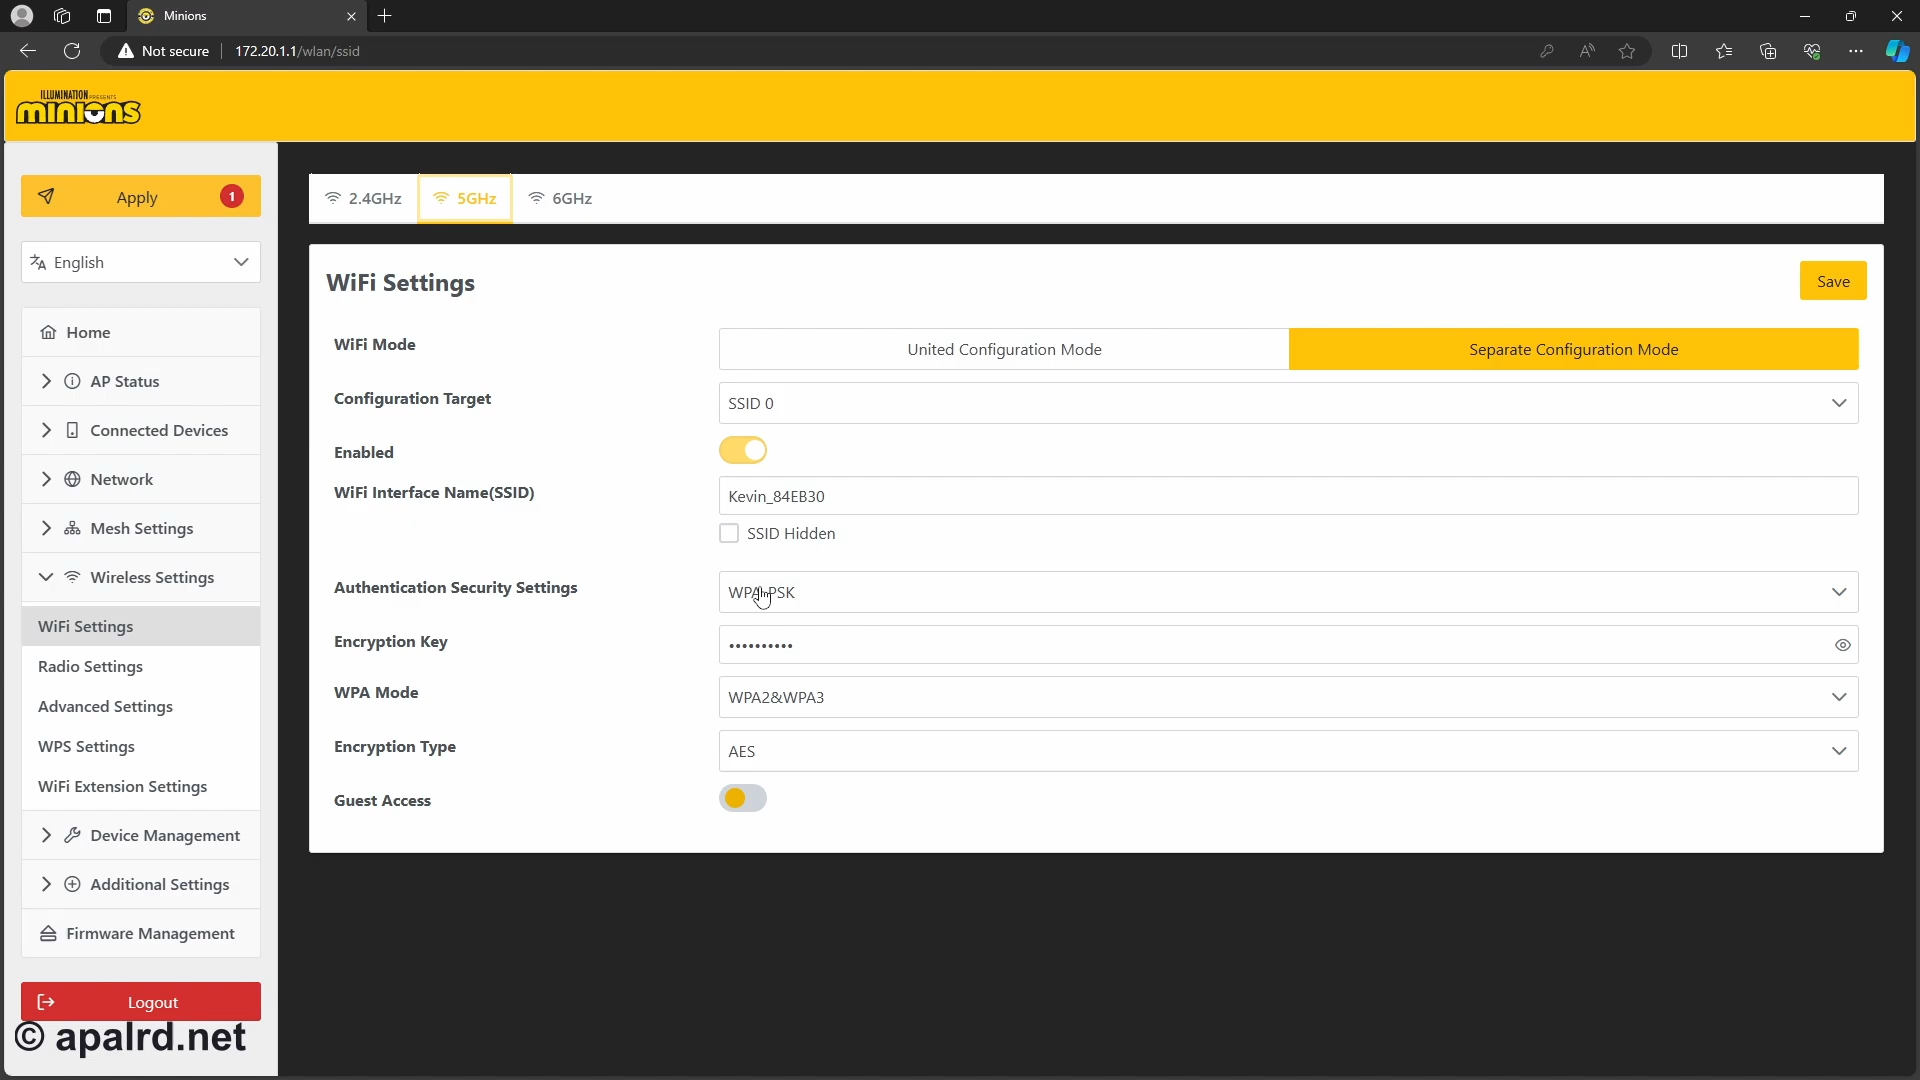 Minions
Not secure
172.20.1.1/wlan/ssid
ILLUMINATION PRESENTS
minions
Apply
1
English
Home
AP Status
Connected Devices
Network
Mesh Settings
Wireless Settings
WiFi Settings
Radio Settings
Advanced Settings
WPS Settings
WiFi Extension Settings
Device Management
Additional Settings
Firmware Management
Logout
© apalrd.net
2.4GHz
5GHz
6GHz
WiFi Settings
Save
WiFi Mode
United Configuration Mode
Separate Configuration Mode
Configuration Target
SSID 0
Enabled
WiFi Interface Name(SSID)
Kevin_84EB30
SSID Hidden
Authentication Security Settings
WPA-PSK
Encryption Key
••••••••••
WPA Mode
WPA2&WPA3
Encryption Type
AES
Guest Access